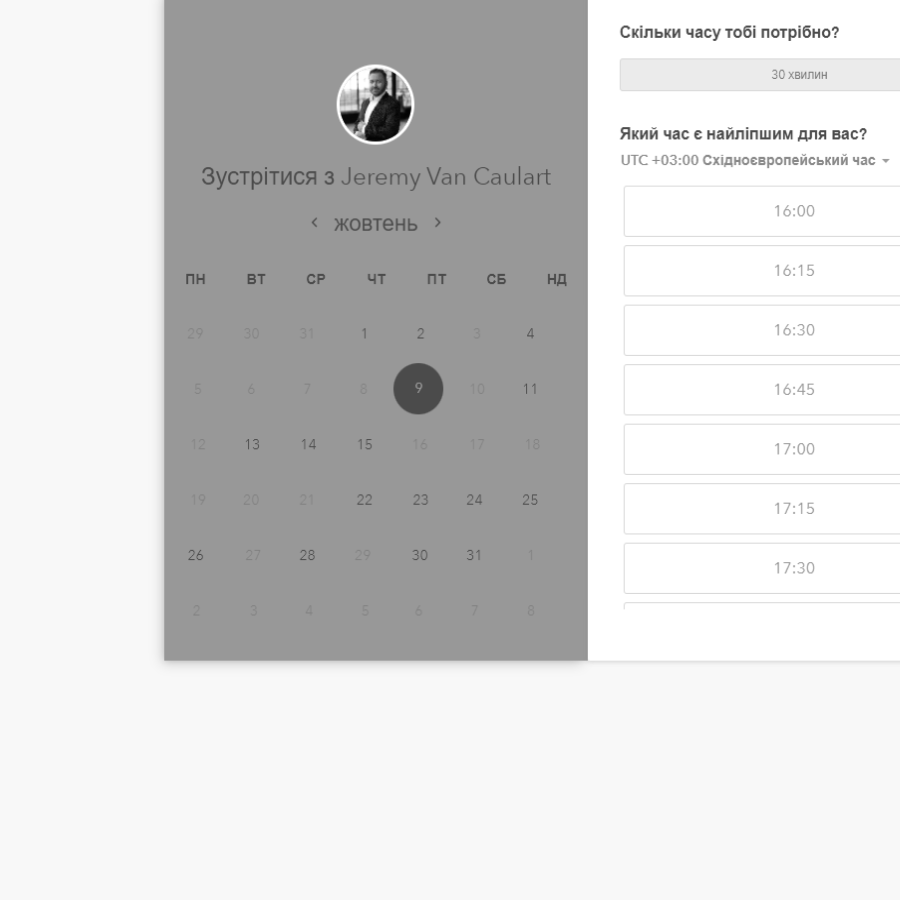 Зустрітися з Jeremy Van Caulart
жовтень
ПН ВТ СР ЧТ ПТ СБ НД
29 30 31 1 2 3 4
5 6 7 8 9 10 11
12 13 14 15 16 17 18
19 20 21 22 23 24 25
26 27 28 29 30 31 1
2 3 4 5 6 7 8
Скільки часу тобі потрібно?
30 хвилин
Який час є найліпшим для вас?
UTC +03:00 Східноєвропейський час
16:00
16:15
16:30
16:45
17:00
17:15
17:30